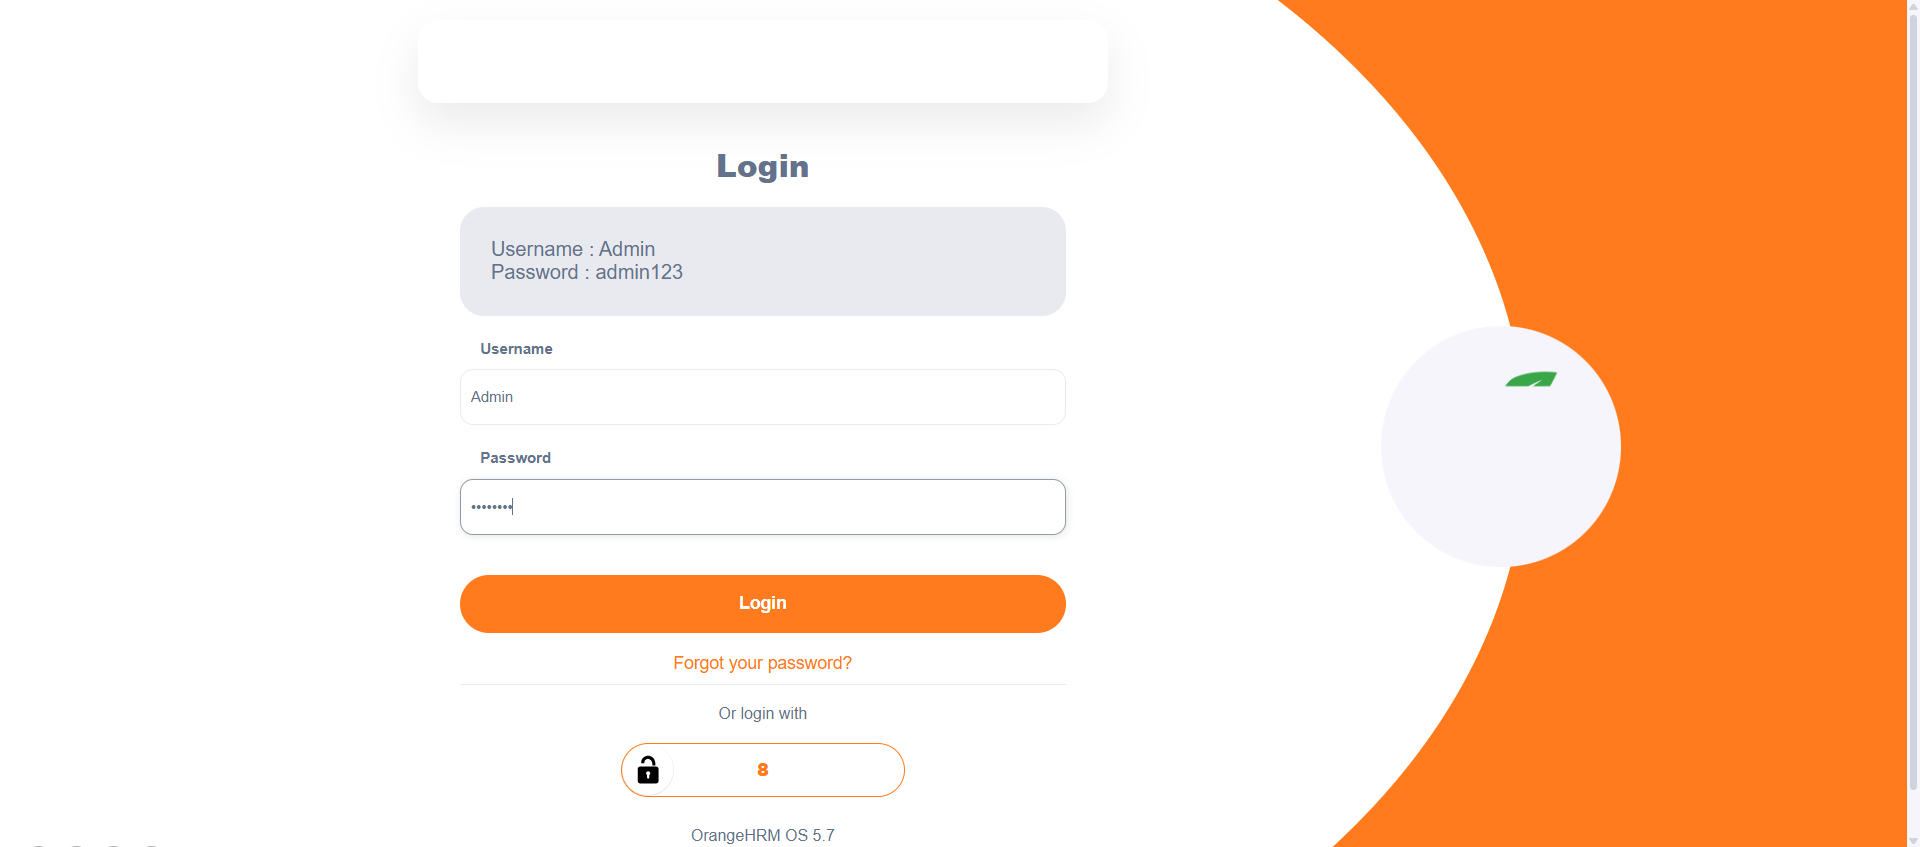 Login
Username : Admin
Password : admin123
Username
Admin
Password
••••••••
Login
Forgot your password?
Or login with
8
OrangeHRM OS 5.7